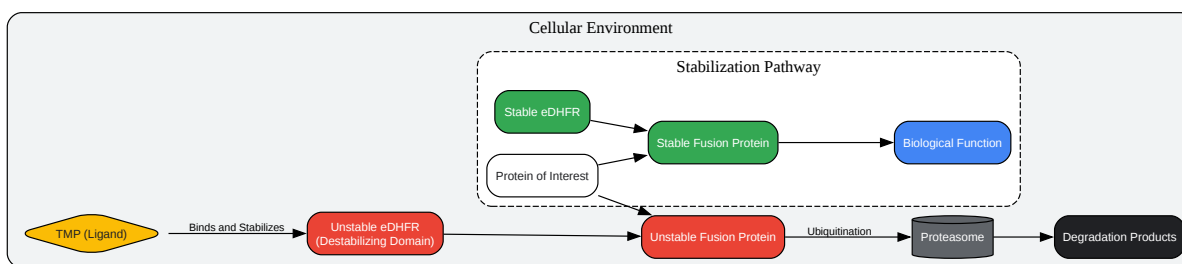 Cellular Environment
Stabilization Pathway
Stable eDHFR
Stable Fusion Protein
Biological Function
Protein of Interest
TMP (Ligand)
Binds and Stabilizes
Unstable eDHFR
(Destabilizing Domain)
Unstable Fusion Protein
Ubiquitination
Proteasome
Degradation Products